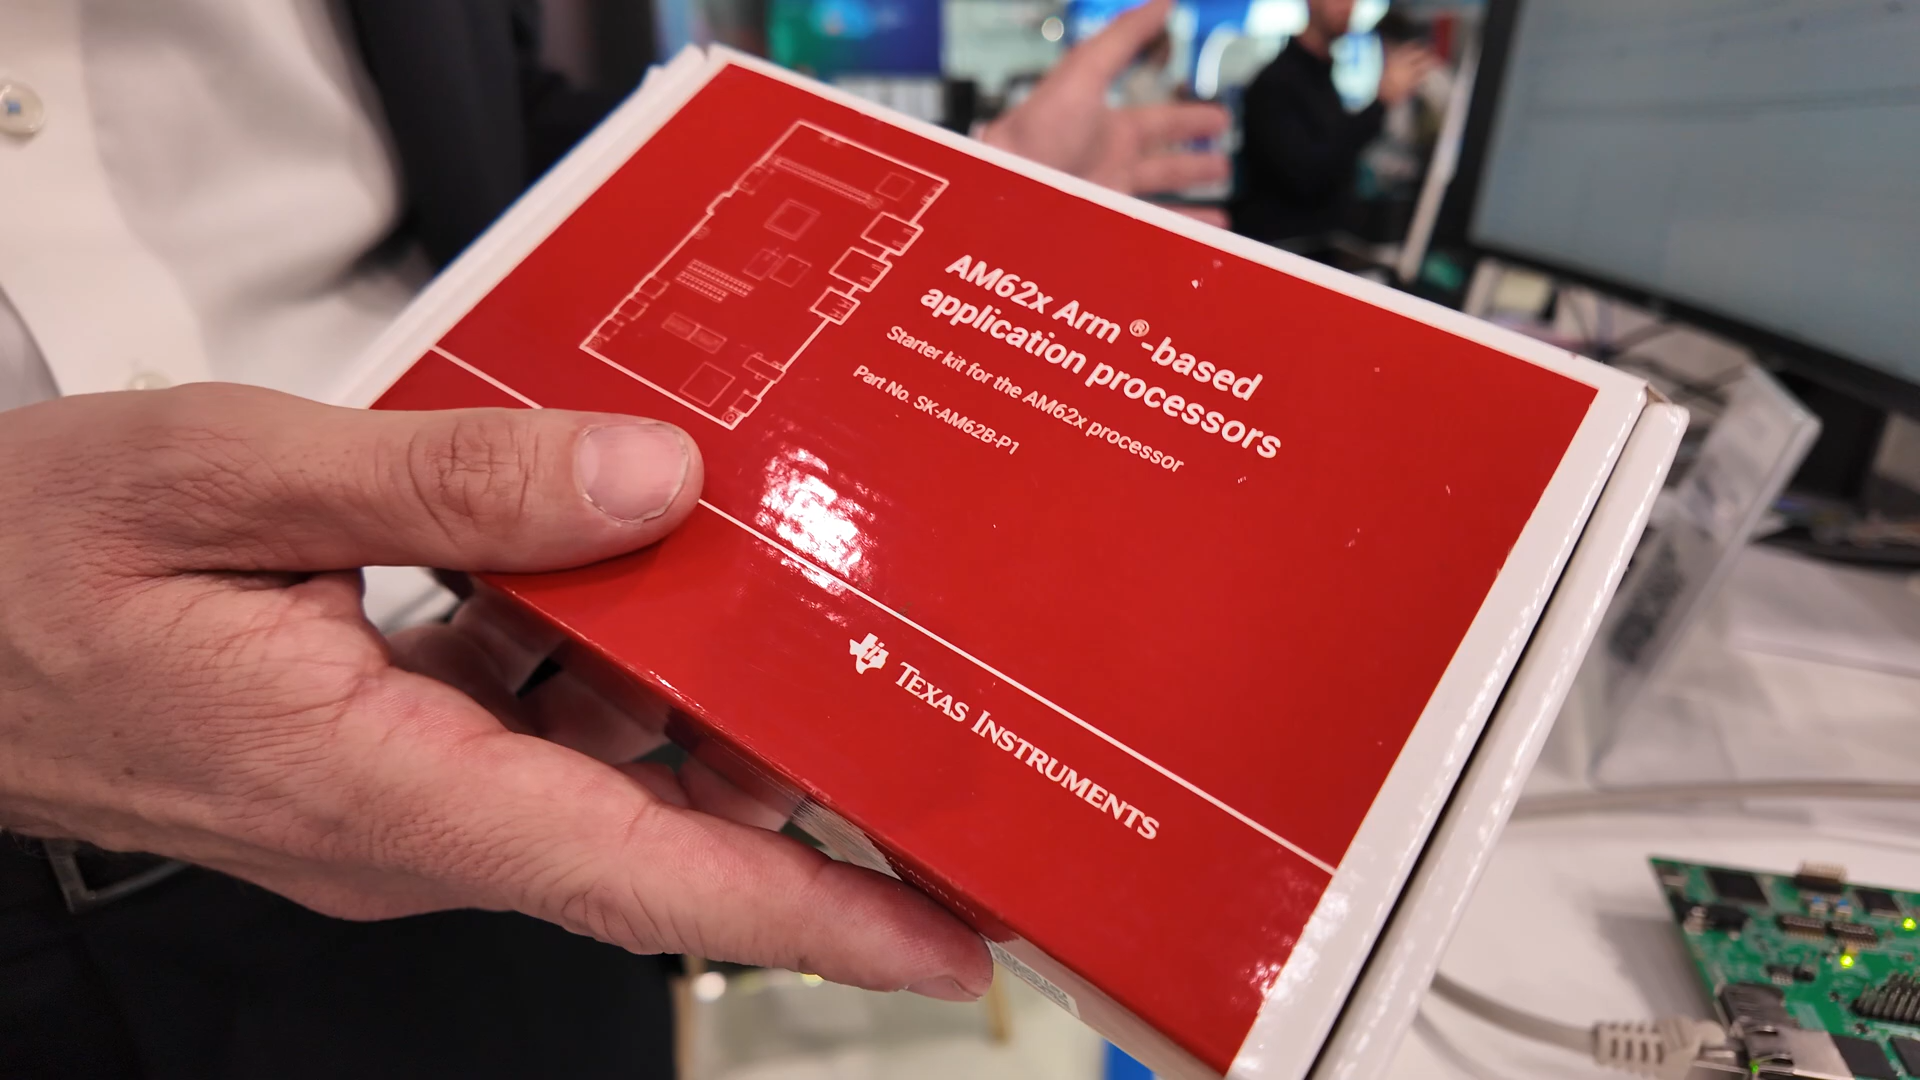 AM62x Arm ®-based
application processors
Starter kit for the AM62x processor
Part No. SK-AM62B-P1
TEXAS INSTRUMENTS